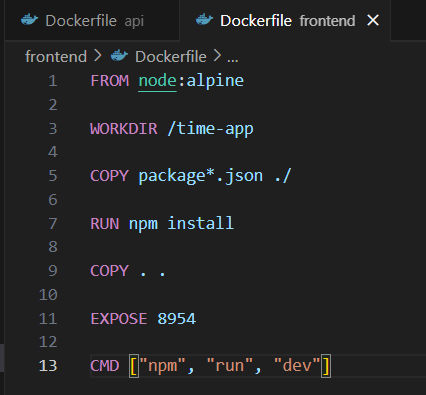 Dockerfile api Dockerfile frontend
frontend > Dockerfile > ...
1 FROM node:alpine
2
3 WORKDIR /time-app
4
5 COPY package*.json ./
6
7 RUN npm install
8
9 COPY . .
10
11 EXPOSE 8954
12
13 CMD ["npm", "run", "dev"]